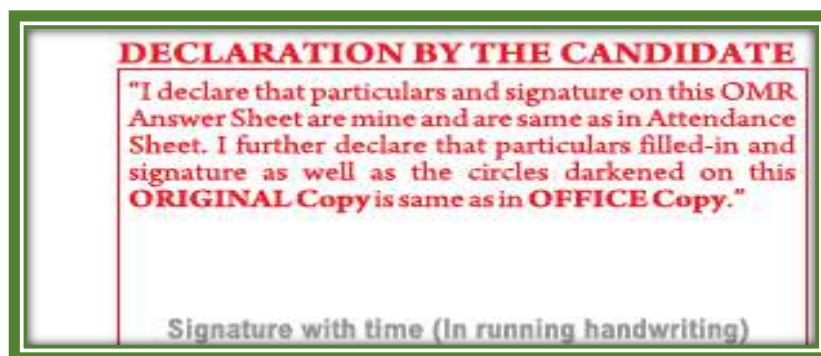 DECLARATION BY THE CANDIDATE
"I declare that particulars and signature on this OMR
Answer Sheet are mine and are same as in Attendance
Sheet. I further declare that particulars filled-in and
signature as well as the circles darkened on this
ORIGINAL Copy is same as in OFFICE Copy."
Signature with time (In running handwriting)